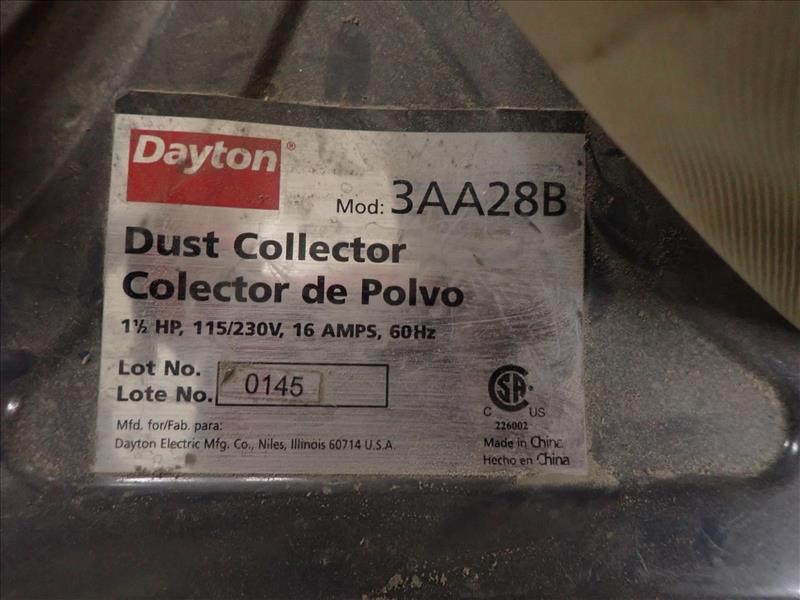 Dayton®
Mod: 3AA28B
Dust Collector
Colector de Polvo
1½ HP, 115/230V, 16 AMPS, 60Hz
Lot No.
Lote No. 0145
Mfd. for/Fab. para:
Dayton Electric Mfg. Co., Niles, Illinois 60714 U.S.A.
SA®
C US
226002
Made in China
Hecho en China